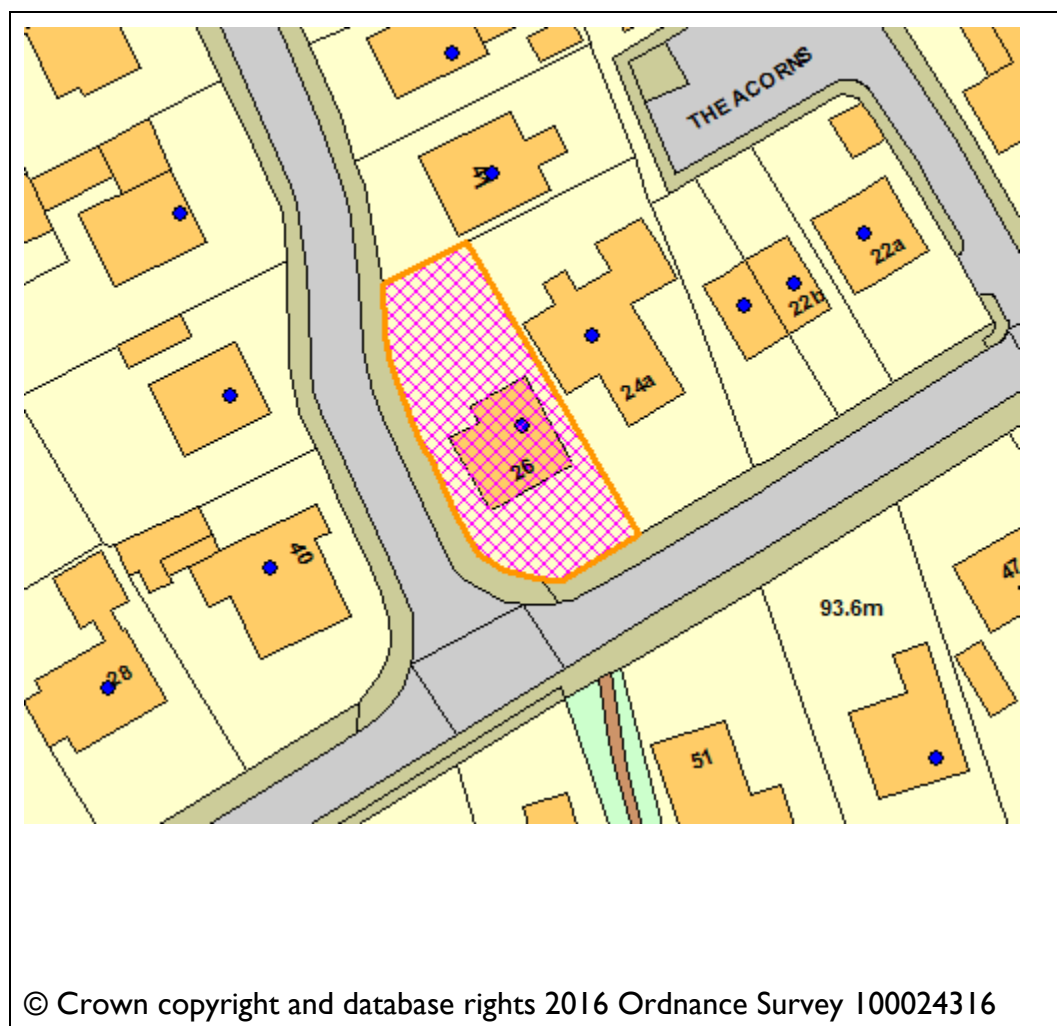 THE ACORNS
22a
22b
24a
26
40
28
47
93.6m
51
© Crown copyright and database rights 2016 Ordnance Survey 100024316